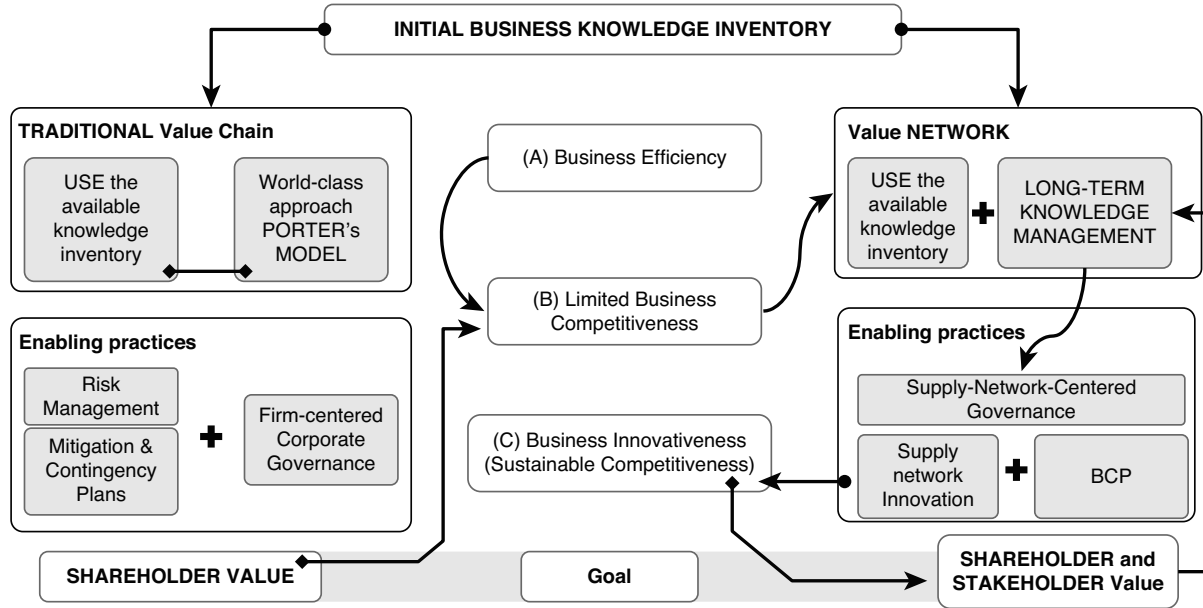 INITIAL BUSINESS KNOWLEDGE INVENTORY
TRADITIONAL Value Chain
USE the
available
knowledge
inventory
World-class
approach
PORTER's
MODEL
Enabling practices
Risk
Management
Mitigation &
Contingency
Plans
Firm-centered
Corporate
Governance
SHAREHOLDER VALUE
(A) Business Efficiency
(B) Limited Business
Competitiveness
(C) Business Innovativeness
(Sustainable Competitiveness)
Goal
Value NETWORK
USE the
available
knowledge
inventory
LONG-TERM
KNOWLEDGE
MANAGEMENT
Enabling practices
Supply-Network-Centered
Governance
Supply
network
Innovation
BCP
SHAREHOLDER and
STAKEHOLDER Value